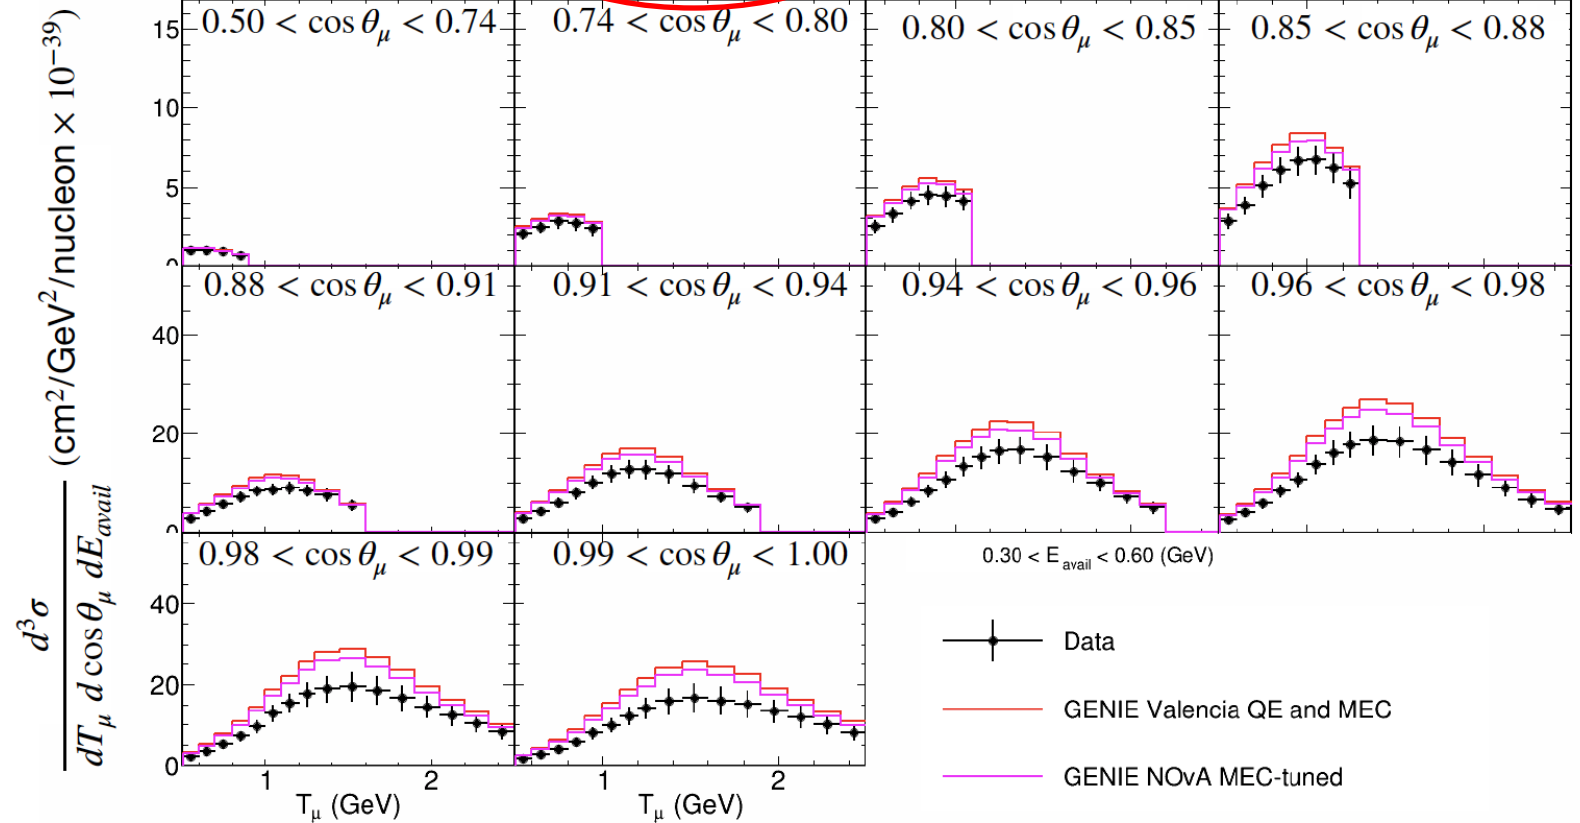 0.50 < cos θμ < 0.74
0.74 < cos θμ < 0.80
0.80 < cos θμ < 0.85
0.85 < cos θμ < 0.88
15
10
5
0
0.88 < cos θμ < 0.91
0.91 < cos θμ < 0.94
0.94 < cos θμ < 0.96
0.96 < cos θμ < 0.98
40
20
0
0.98 < cos θμ < 0.99
0.99 < cos θμ < 1.00
40
20
0
1 2
1 2
Tμ (GeV)
Tμ (GeV)
d³σ / dTμ d cos θμ dEavail (cm²/GeV²/nucleon × 10⁻³⁹)
0.30 < E avail < 0.60 (GeV)
Data
GENIE Valencia QE and MEC
GENIE NOvA MEC-tuned